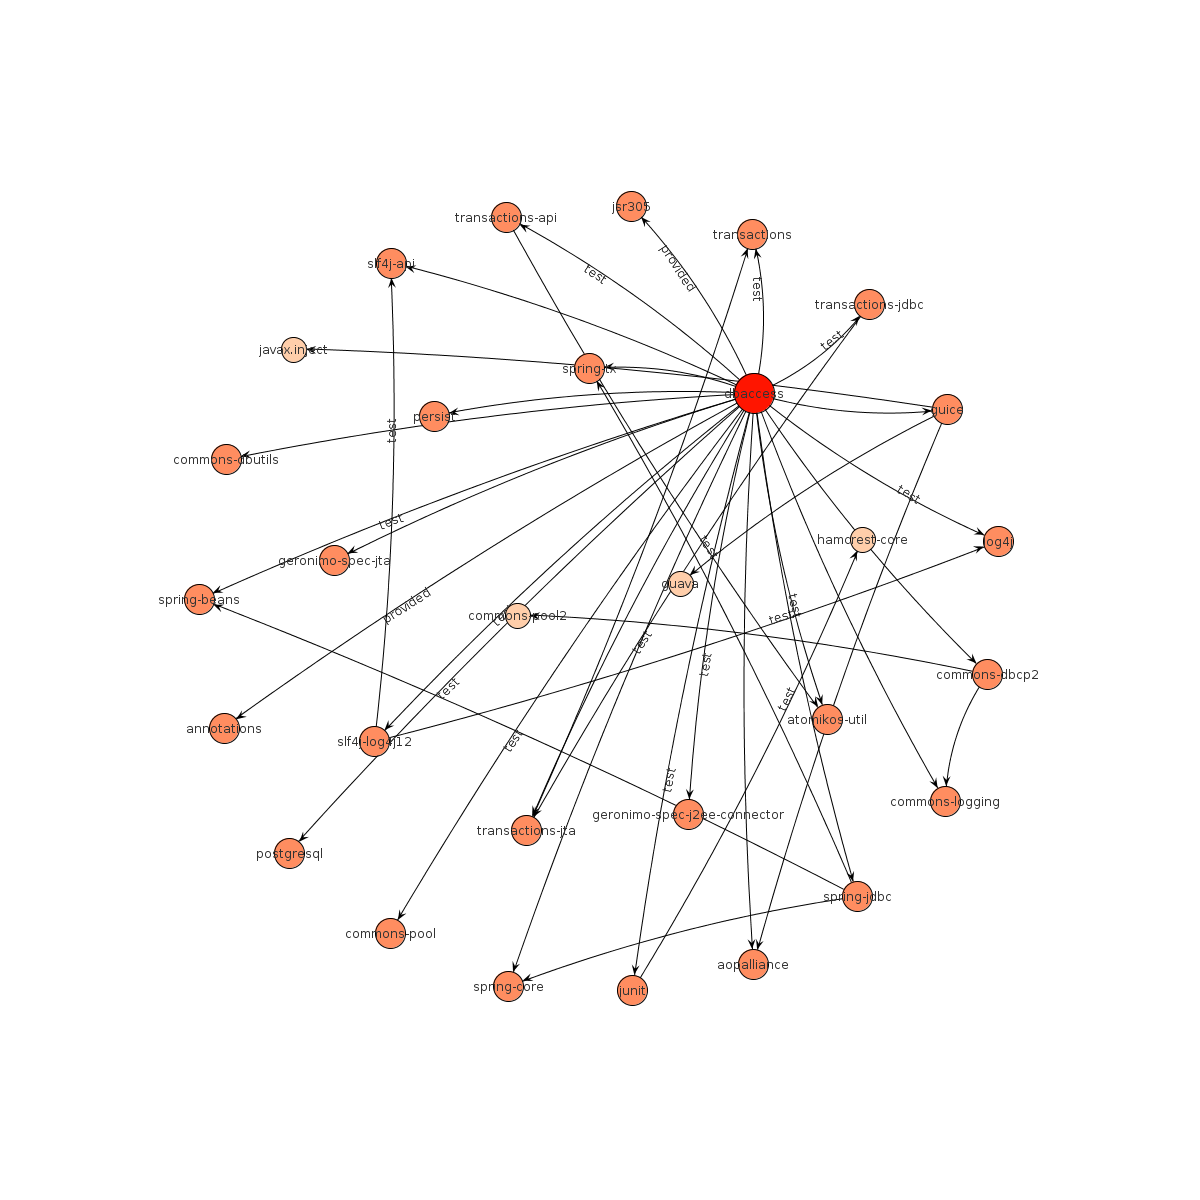 jsr305
transactions-api
transactions
slf4j-api
provided
test
test
transactions-jdbc
test
javax.inject
spring-tx
dbaccess
guice
persist
test
commons-dbutils
test
test
hamcrest-core
log4j
test
geronimo-spec-jta
guava
spring-beans
provided
test
commons-pool2
test
test
test
test
commons-dbcp2
test
test
annotations
atomikos-util
slf4j-log4j12
test
test
commons-logging
geronimo-spec-j2ee-connector
transactions-jta
postgresql
spring-jdbc
commons-pool
aopalliance
spring-core
junit